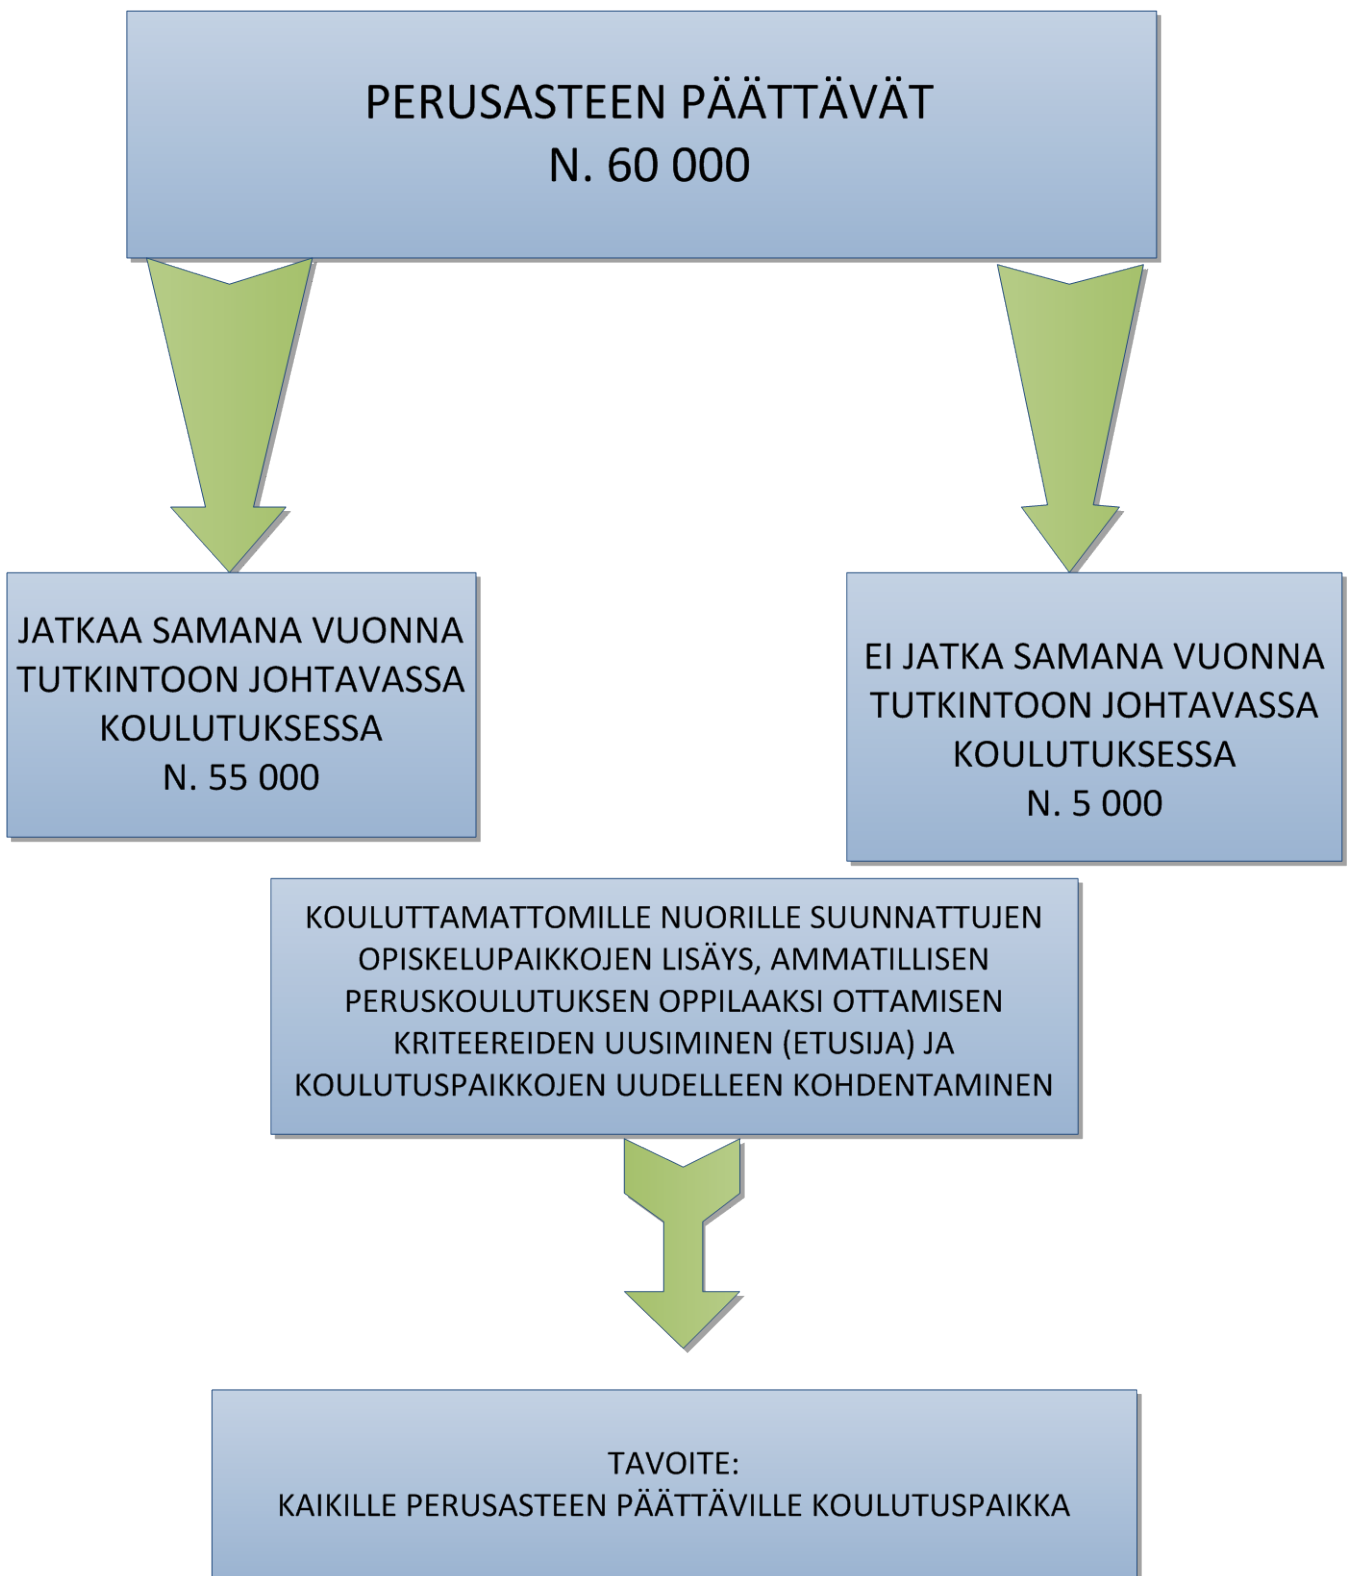 PERUSASTEEN PÄÄTTÄVÄT
N. 60 000
JATKAA SAMANA VUONNA
TUTKINTOON JOHTAVASSA
KOULUTUKSESSA
N. 55 000
EI JATKA SAMANA VUONNA
TUTKINTOON JOHTAVASSA
KOULUTUKSESSA
N. 5 000
KOULUTTAMATTOMILLE NUORILLE SUUNNATTUJEN
OPISKELUPAIKKOJEN LISÄYS, AMMATILLISEN
PERUSKOULUTUKSEN OPPILAAKSI OTTAMISEN
KRITEEREIDEN UUSIMINEN (ETUSIJA) JA
KOULUTUSPAIKKOJEN UUDELLEEN KOHDENTAMINEN
TAVOITE:
KAIKILLE PERUSASTEEN PÄÄTTÄVILLE KOULUTUSPAIKKA